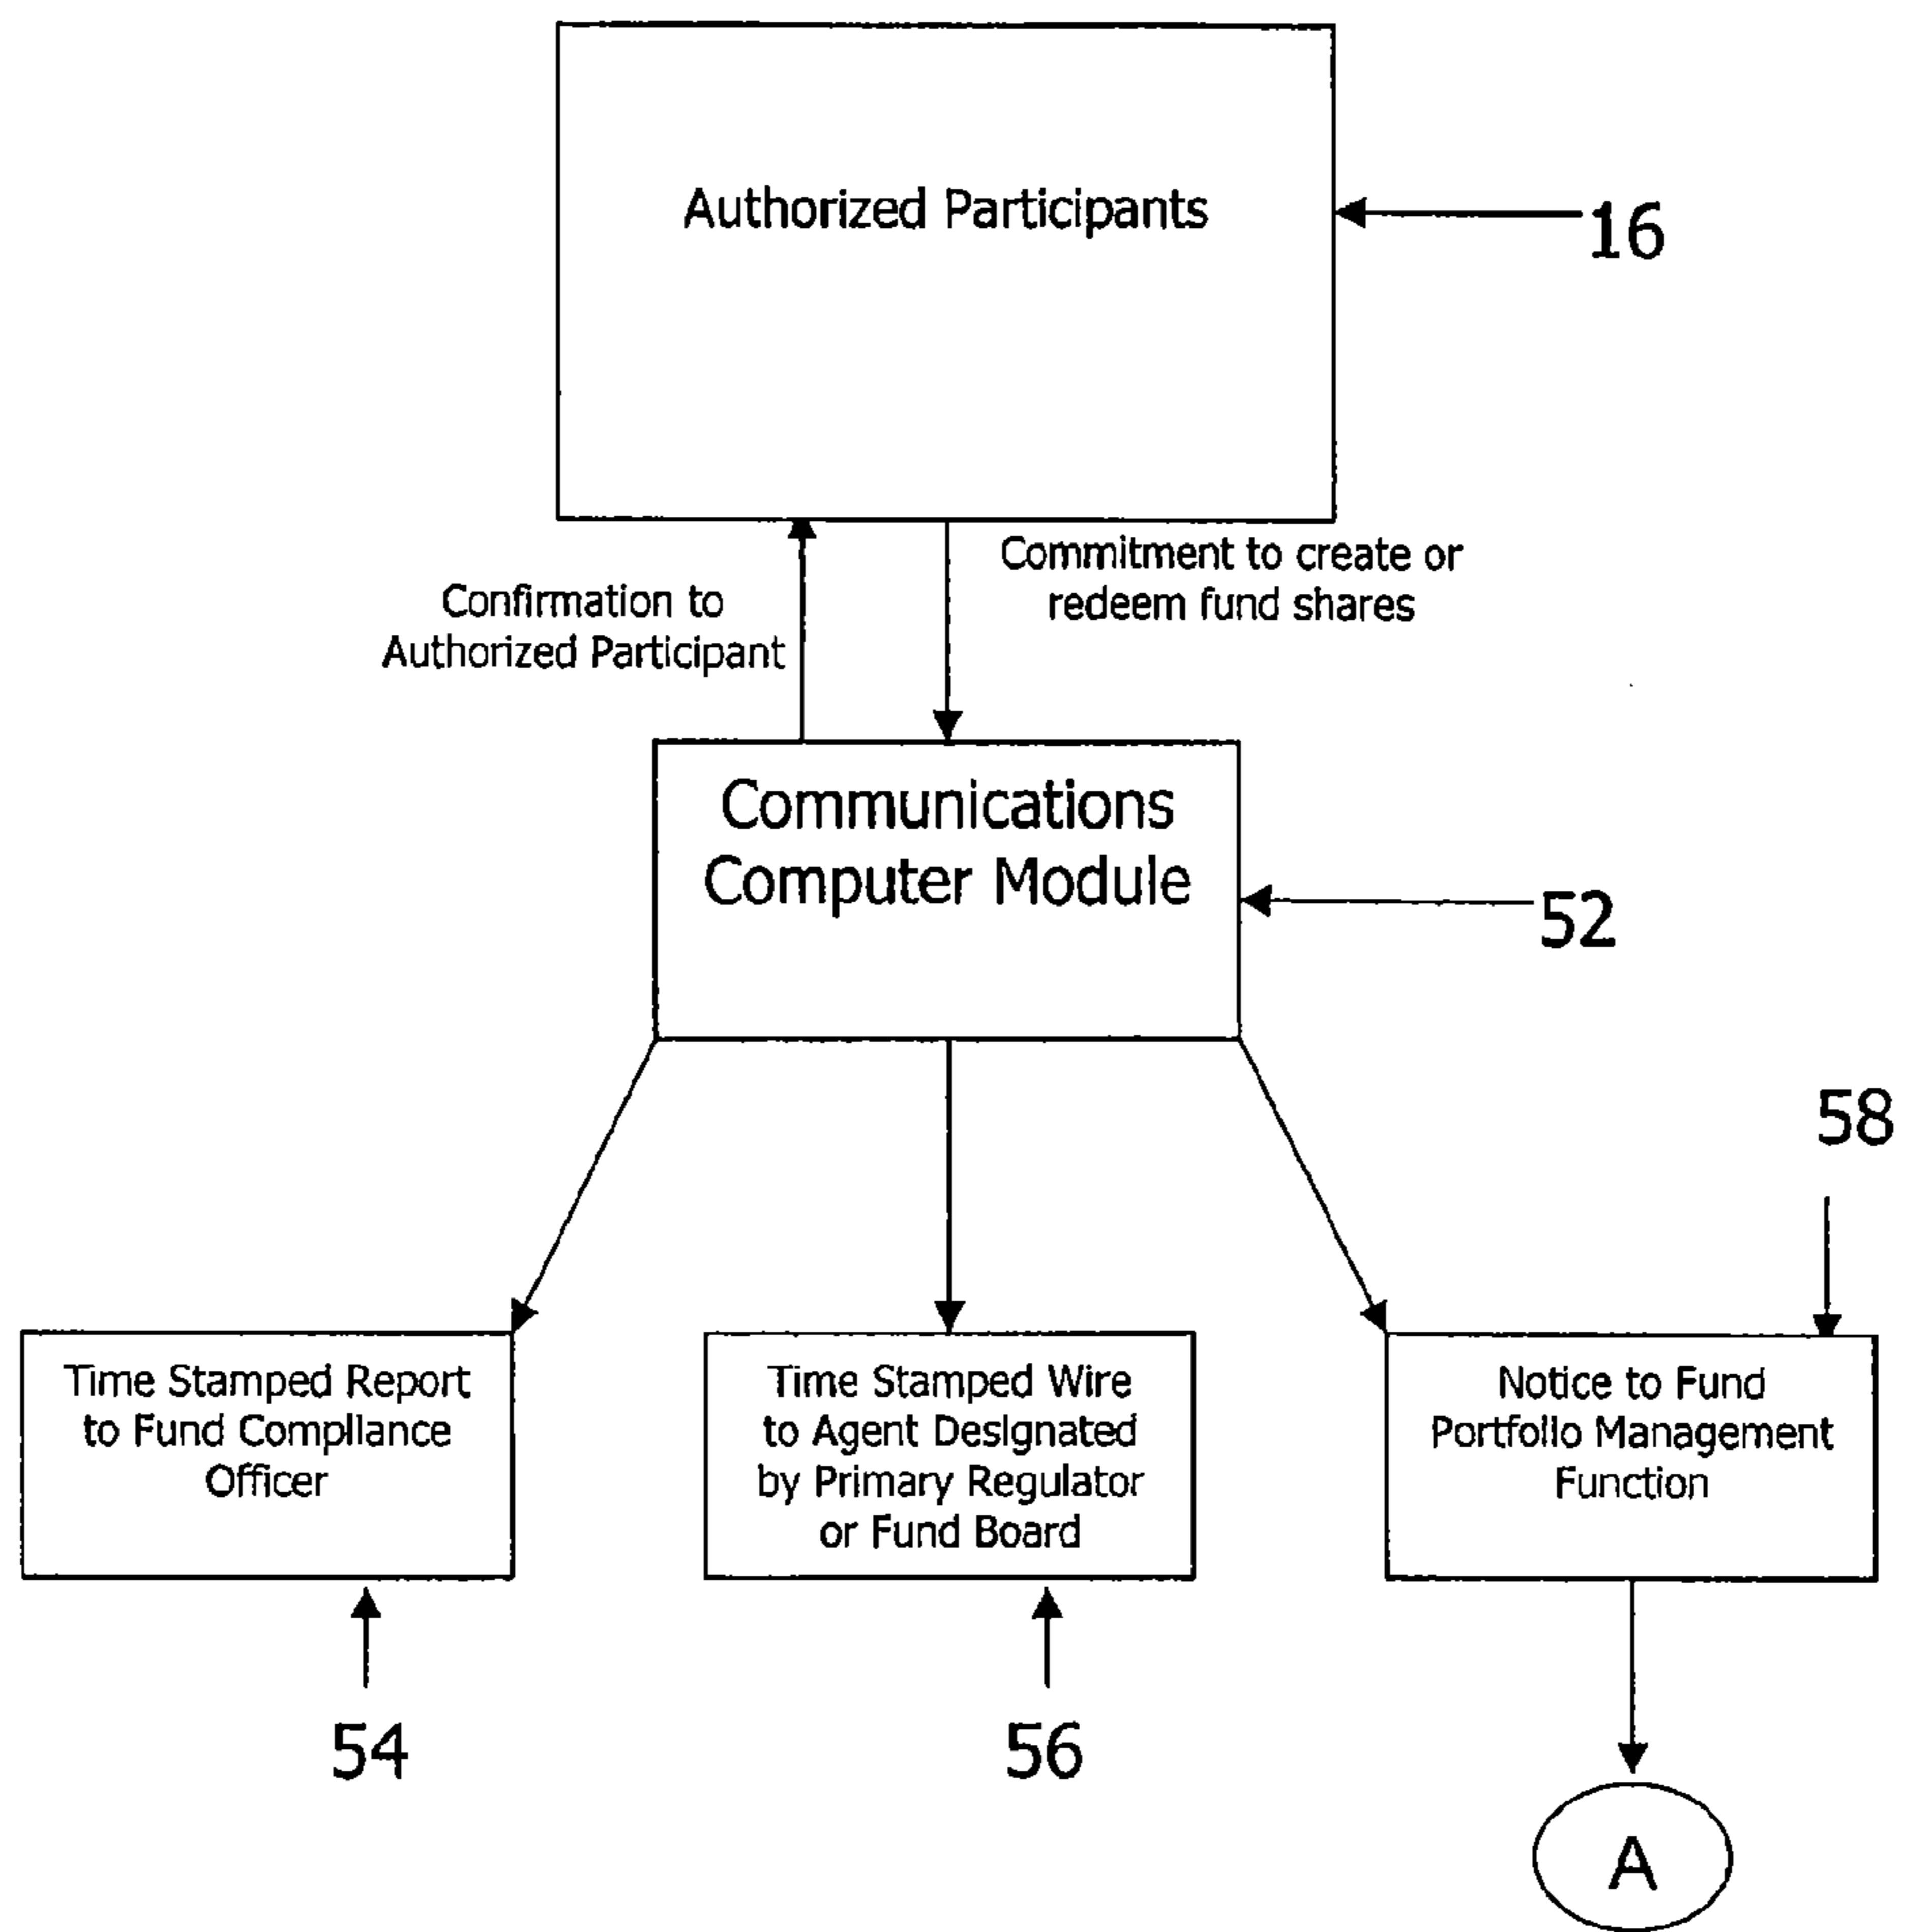 Authorized Participants
16
Commitment to create or
redeem fund shares
Confirmation to
Authorized Participant
Communications
Computer Module
52
58
Time Stamped Report
to Fund Compliance
Officer
Time Stamped Wire
to Agent Designated
by Primary Regulator
or Fund Board
Notice to Fund
Portfolio Management
Function
54
56
A